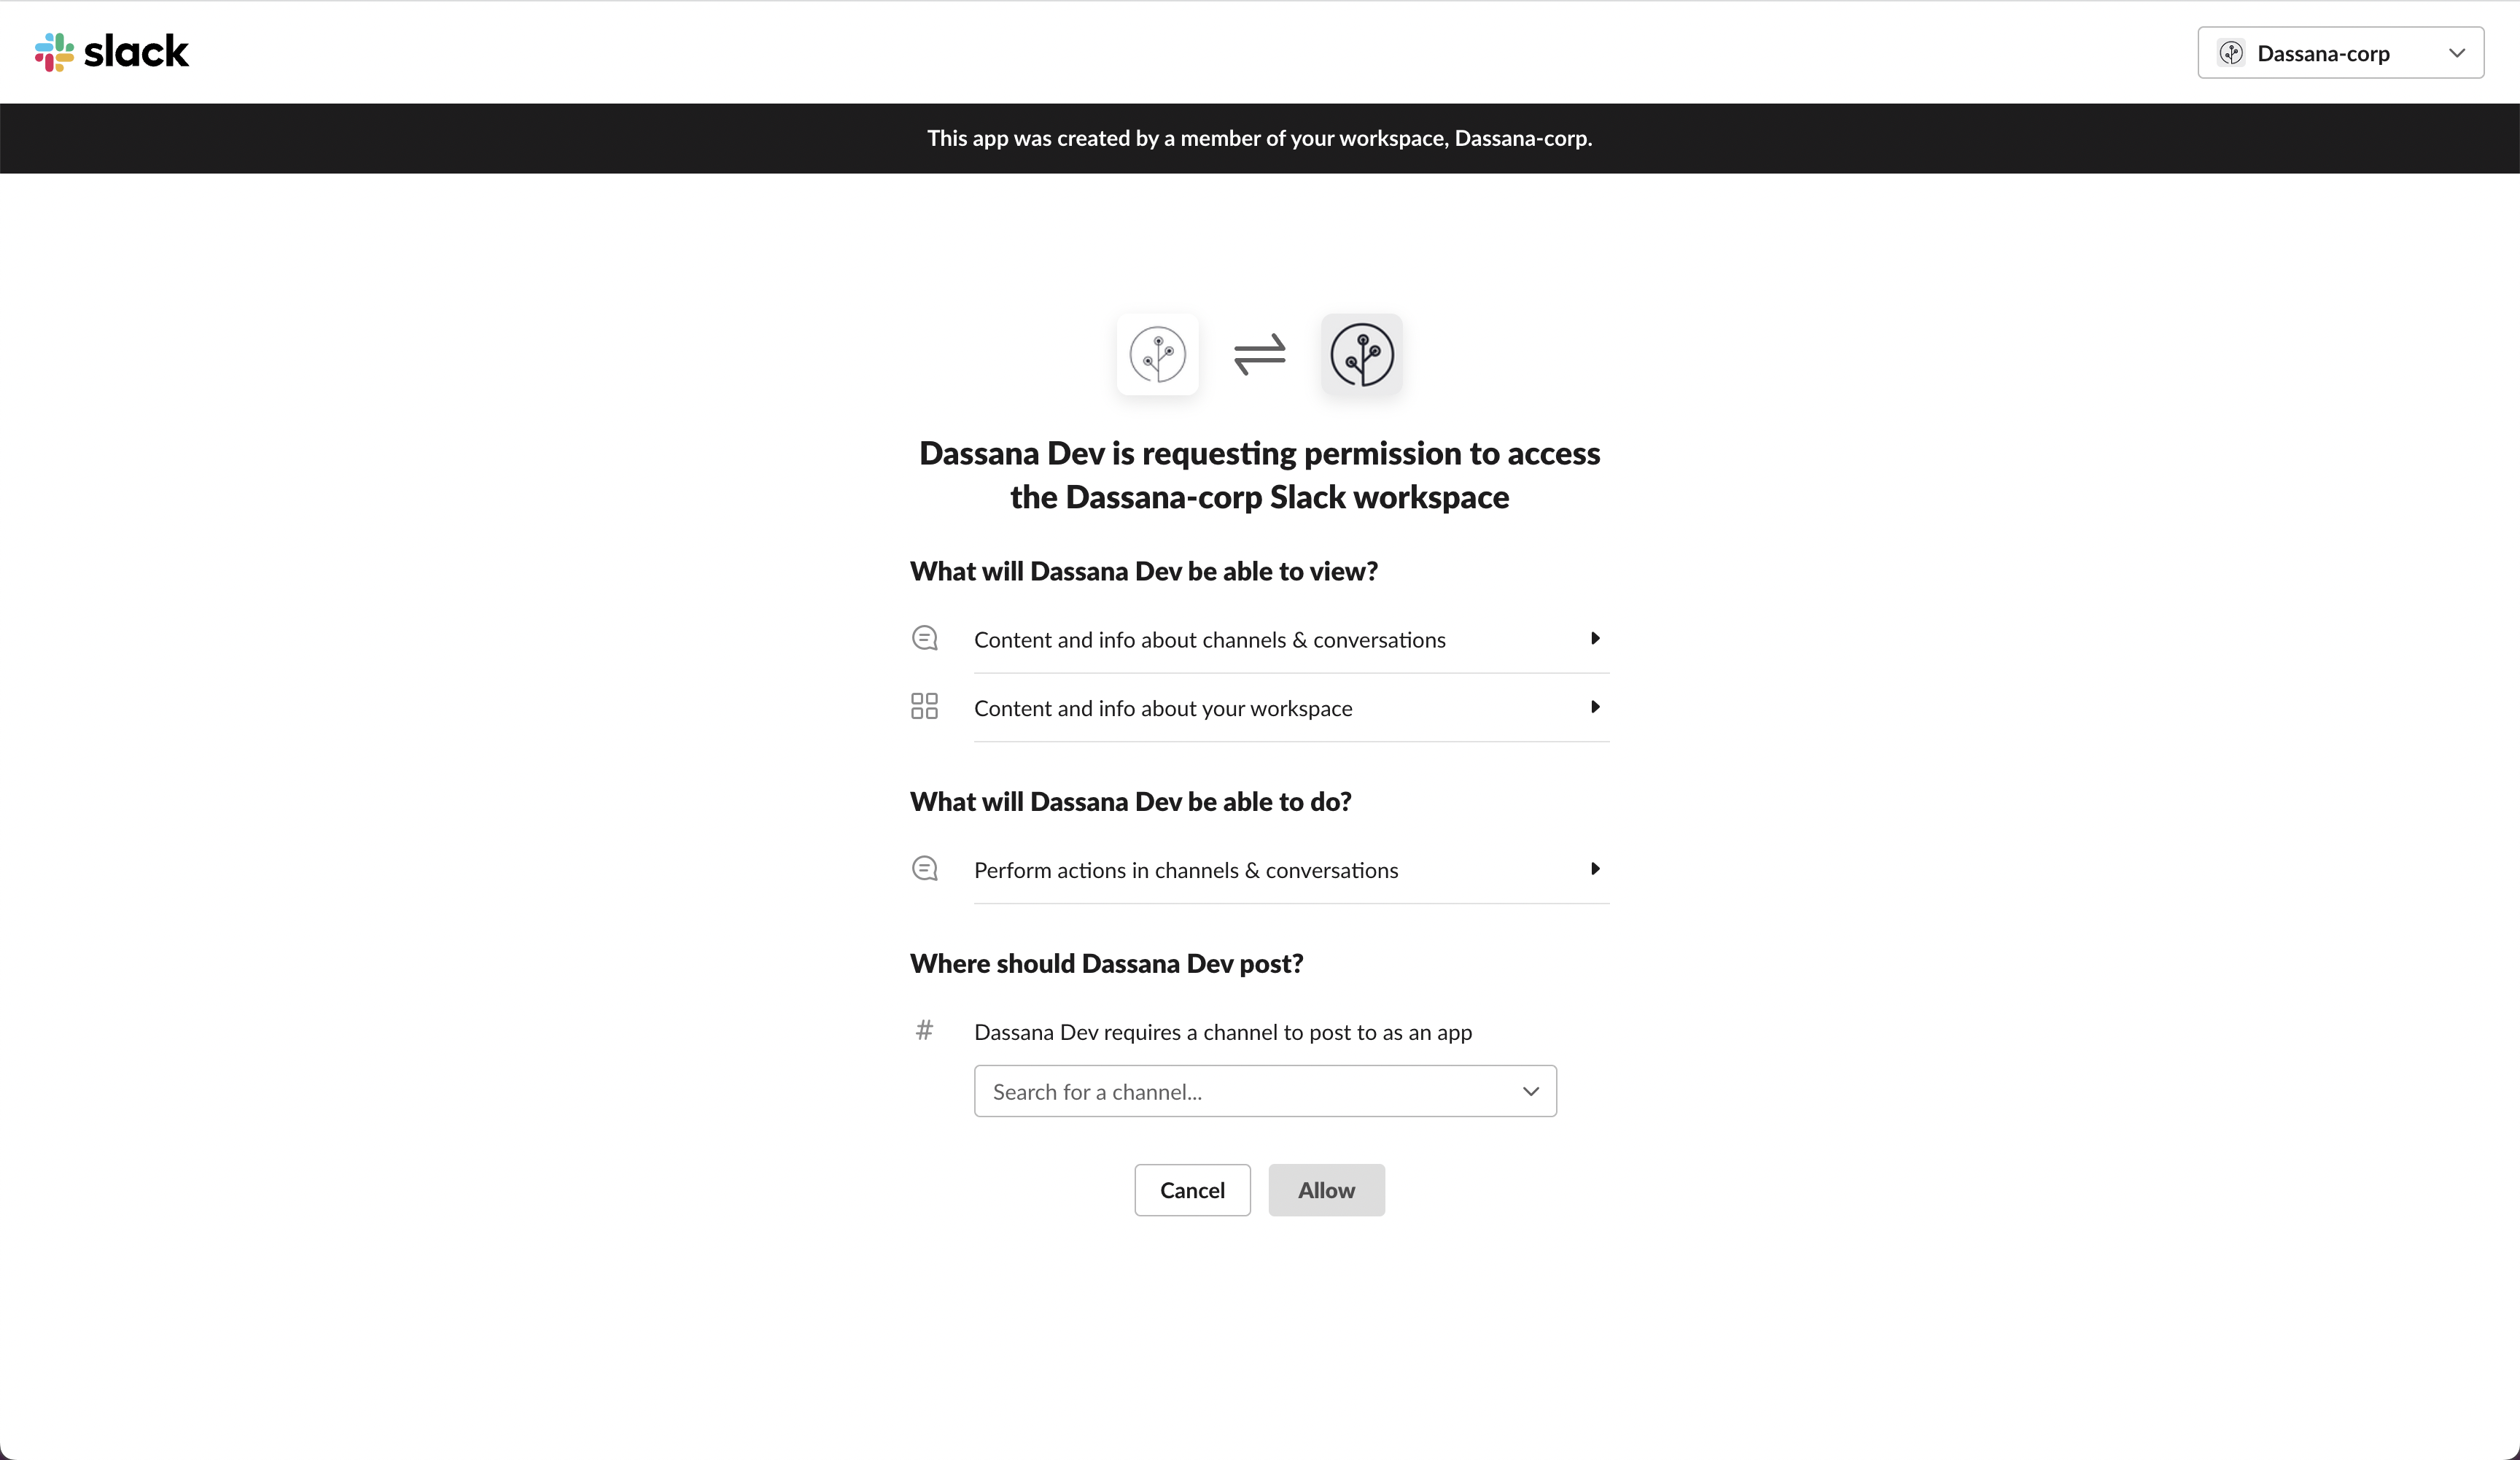 slack
Dassana-corp
This app was created by a member of your workspace, Dassana-corp.
Dassana Dev is requesting permission to access
the Dassana-corp Slack workspace
What will Dassana Dev be able to view?
Content and info about channels & conversations
Content and info about your workspace
What will Dassana Dev be able to do?
Perform actions in channels & conversations
Where should Dassana Dev post?
# Dassana Dev requires a channel to post to as an app
Search for a channel...
Cancel Allow